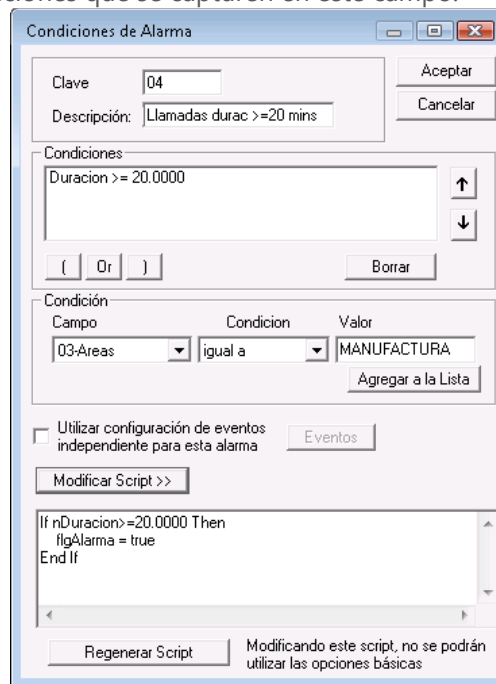 Condiciones de Alarma
Clave 04
Aceptar
Descripción: Llamadas durac >=20 mins
Cancelar
Condiciones
Duracion >= 20.0000
( Or ) Borrar
Condición
Campo Condicion Valor
03-Areas igual a MANUFACTURA
Agregar a la Lista
Utilizar configuración de eventos
independiente para esta alarma
Eventos
Modificar Script >>
If nDuracion>=20.0000 Then
flgAlarma = true
End If
Regenerar Script
Modificando este script, no se podrán
utilizar las opciones básicas